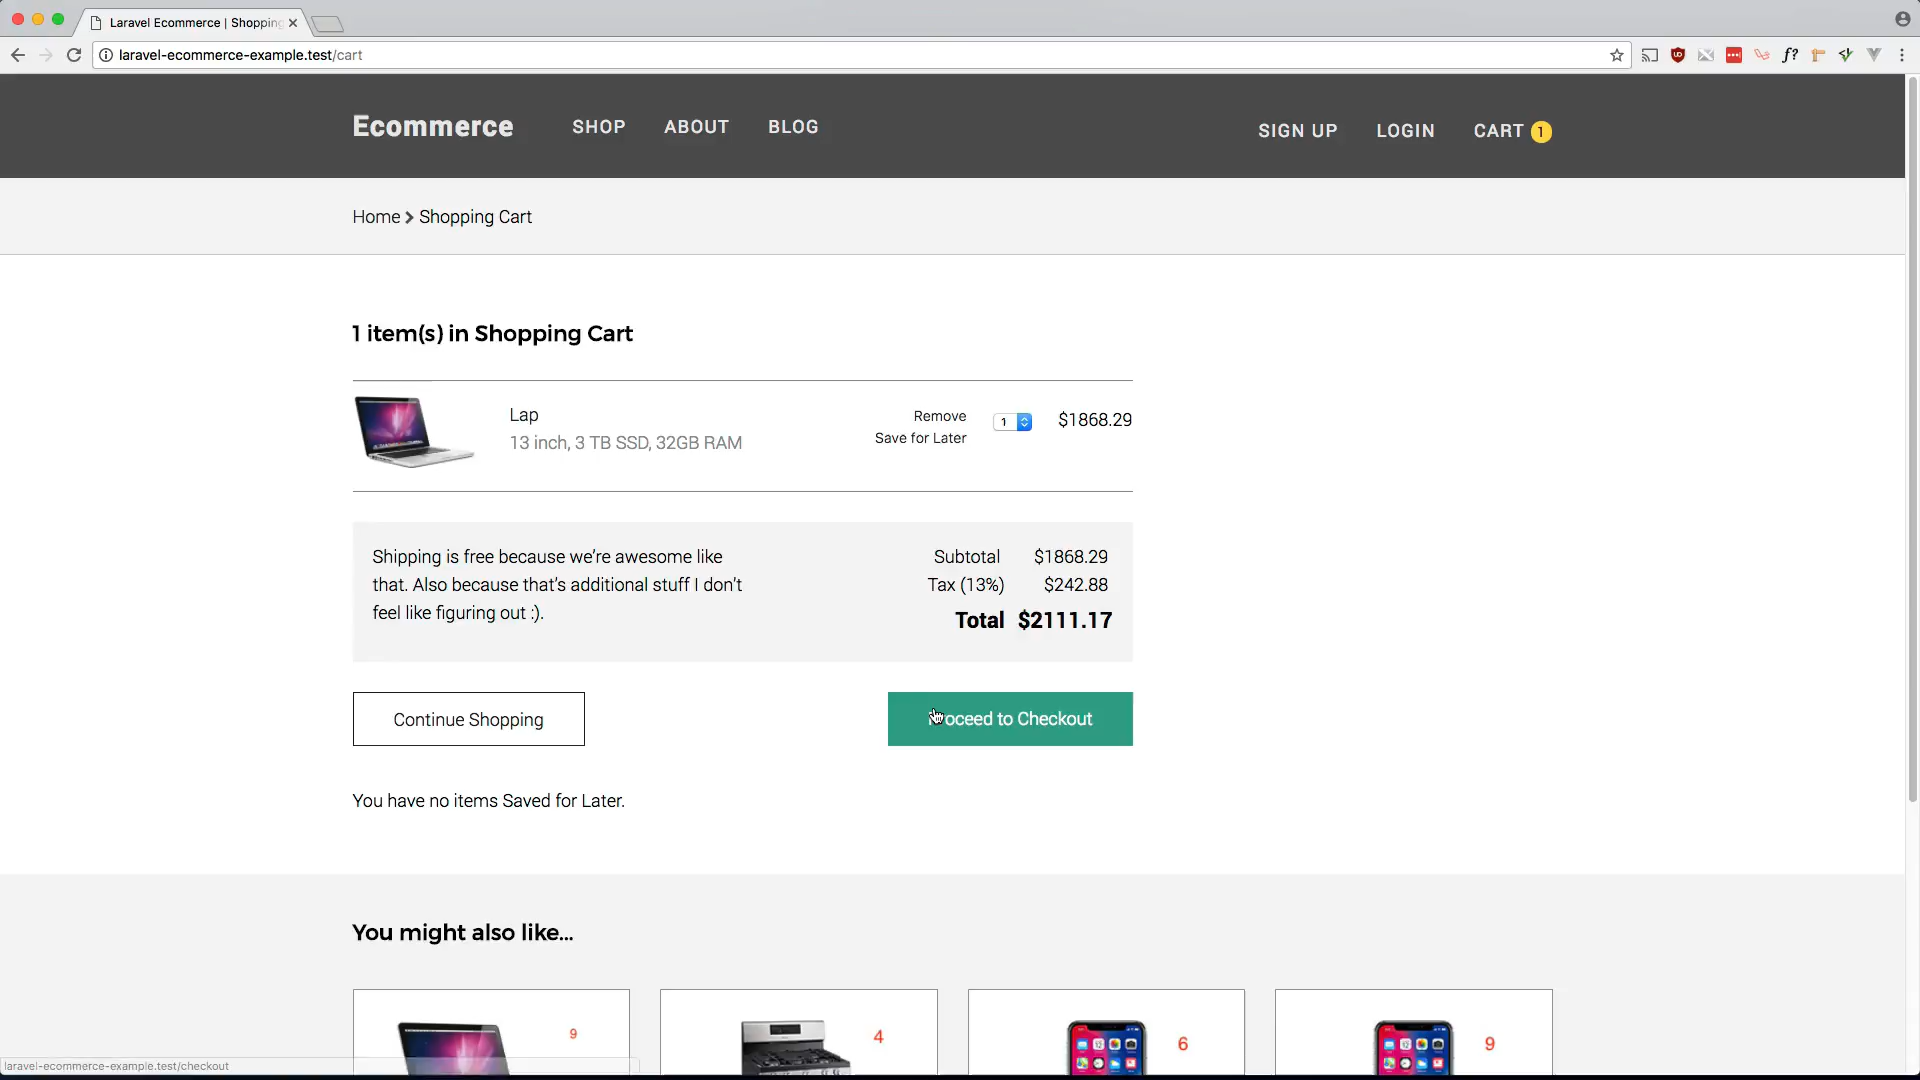 Laravel Ecommerce | Shopping
laravel-ecommerce-example.test/cart
f?
Ecommerce SHOP ABOUT BLOG SIGN UP LOGIN CART 1
Home Shopping Cart
1 item(s) in Shopping Cart
Lap
13 inch, 3 TB SSD, 32GB RAM
Remove
Save for Later
1
$1868.29
Shipping is free because we’re awesome like
that. Also because that’s additional stuff I don’t
feel like figuring out :).
Subtotal $1868.29
Tax (13%) $242.88
Total $2111.17
Continue Shopping
to Checkout
You have no items Saved for Later.
You might also like...
9 4 6 9
laravel-ecommerce-example.test/checkout